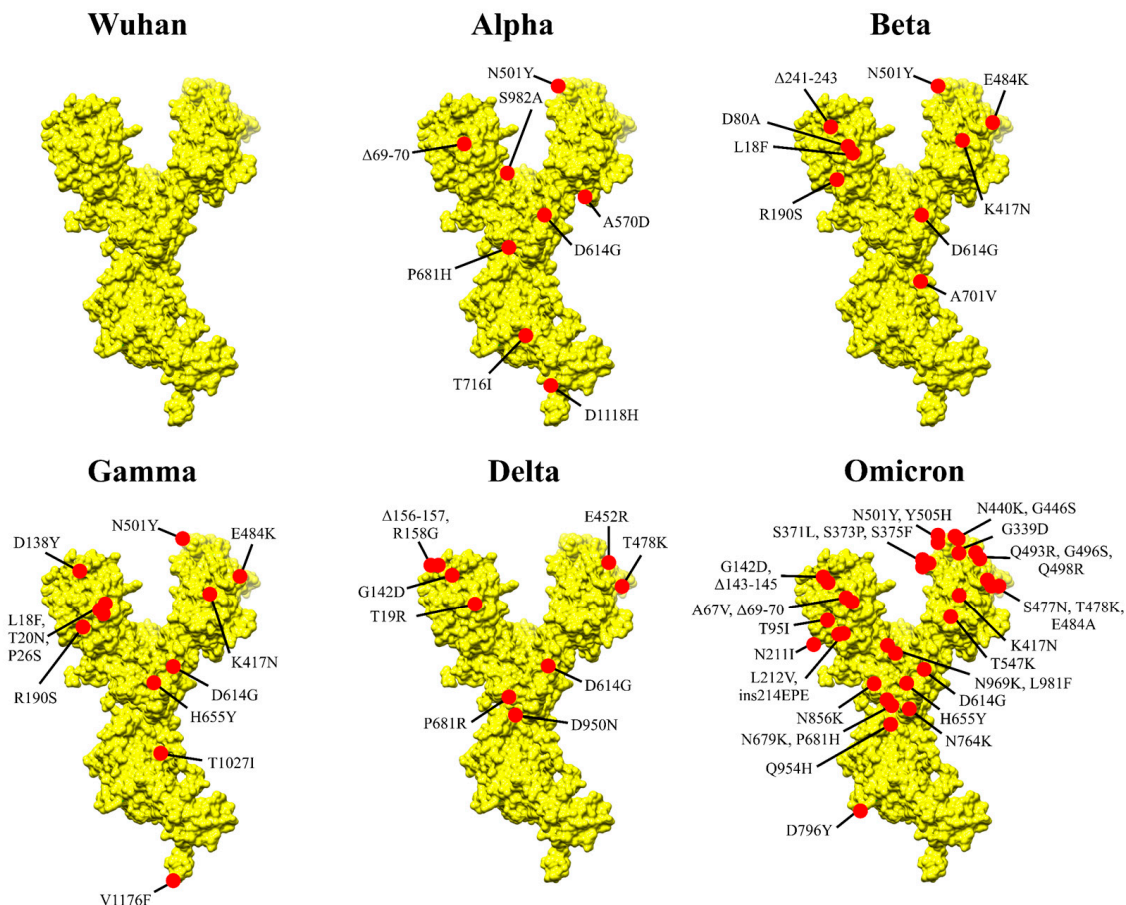 Wuhan
Alpha
Beta
N501Y
S982A
Δ69-70
A570D
D614G
P681H
T716I
D1118H
Δ241-243
N501Y
E484K
D80A
L18F
R190S
K417N
D614G
A701V
Gamma
Delta
Omicron
N501Y
E484K
D138Y
L18F,
T20N,
P26S
R190S
K417N
D614G
H655Y
T1027I
V1176F
Δ156-157,
R158G
E452R
T478K
G142D
T19R
D614G
P681R
D950N
N501Y, Y505H
N440K, G446S
S371L, S373P, S375F
G339D
Q493R, G496S,
Q498R
G142D,
Δ143-145
A67V, Δ69-70
S477N, T478K,
E484A
T95I
K417N
N211I
T547K
L212V,
ins214EPE
N969K, L981F
D614G
N856K
H655Y
N679K, P681H
N764K
Q954H
D796Y